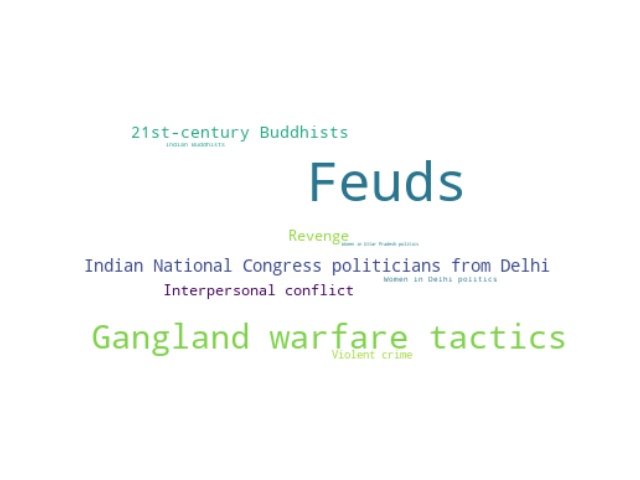 21st-century Buddhists
Indian Buddhists
Feuds
Revenge
Women in Uttar Pradesh politics
Indian National Congress politicians from Delhi
Women in Delhi politics
Interpersonal conflict
Gangland warfare tactics
Violent crime